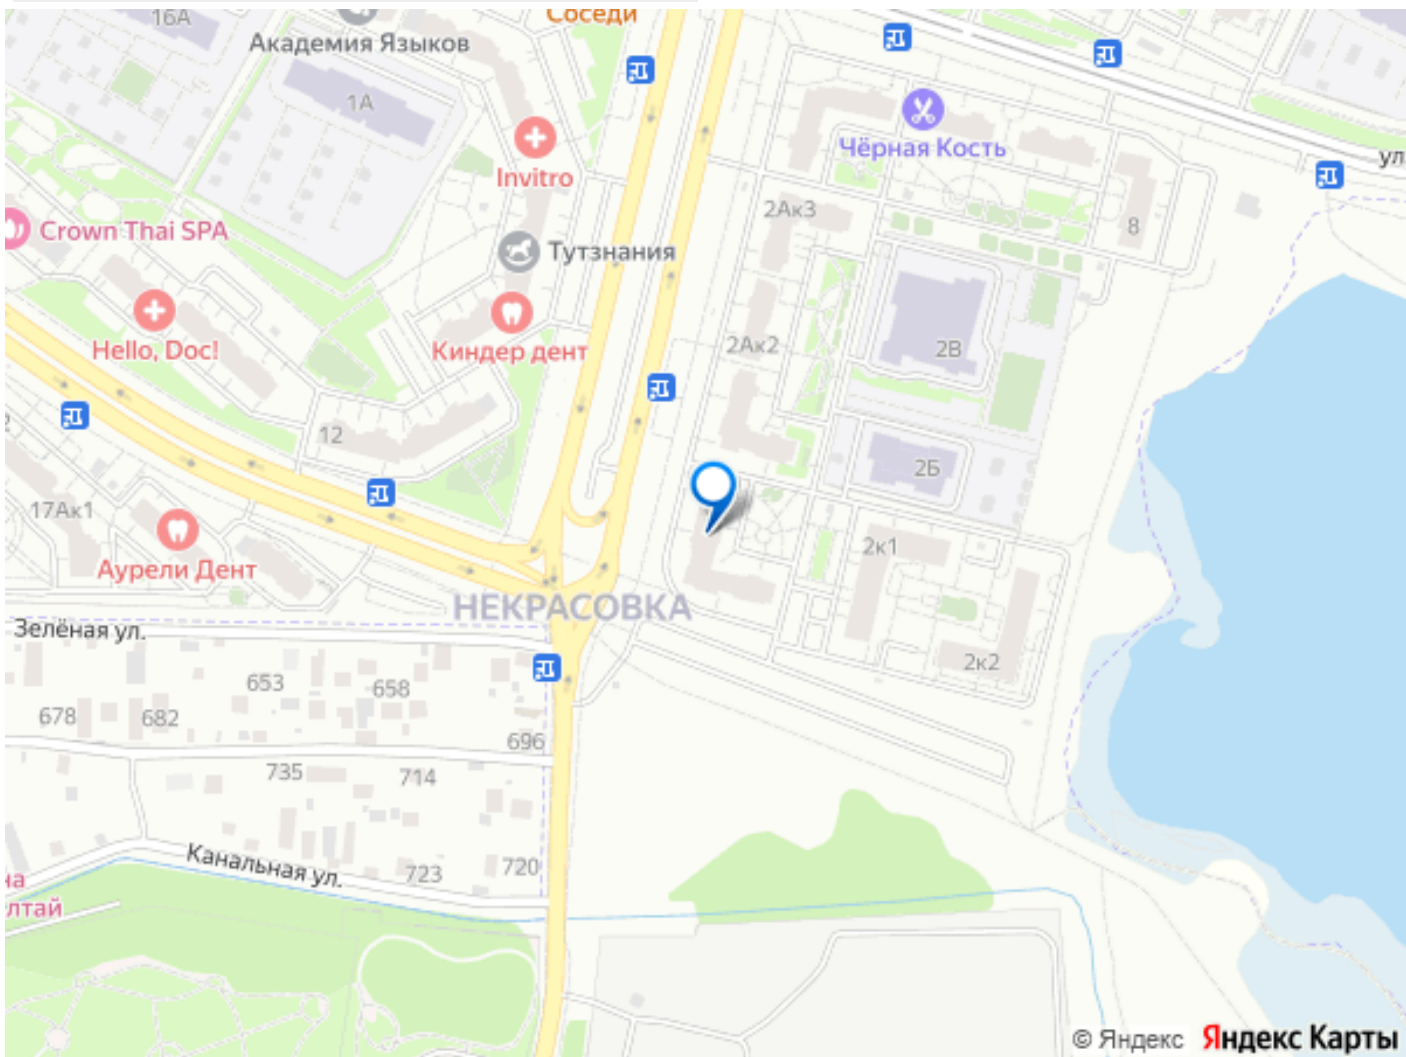 16А
Соседи
Академия Языков
1А
Чёрная Кость
ул
Invitro
2Ак3
8
Crown Thai SPA
Тутзнания
Hello, Doc!
Киндер дент
2Ак2
2В
12
2Б
17Ак1
2к1
Аурели Дент
НЕКРАСОВКА
Зелёная ул.
2к2
653
658
678
682
696
735
714
Канальная ул.
723
720
на
лтай
© Яндекс Яндекс Карты